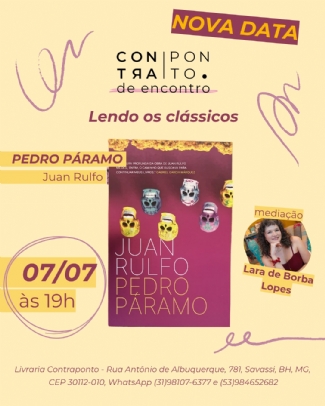 NOVA DATA
CON|PON
TRA|TO.
de encontro
Lendo os clássicos
PEDRO PÁRAMO
Juan Rulfo
JUAN
RULFO
PEDRO
PÁRAMO
mediação
Lara de Borba
Lopes
07/07
às 19h
Livraria Contraponto - Rua Antônio de Albuquerque, 781, Savassi, BH, MG,
CEP 30112-010, WhatsApp (31)98107-6377 e (53)984652682